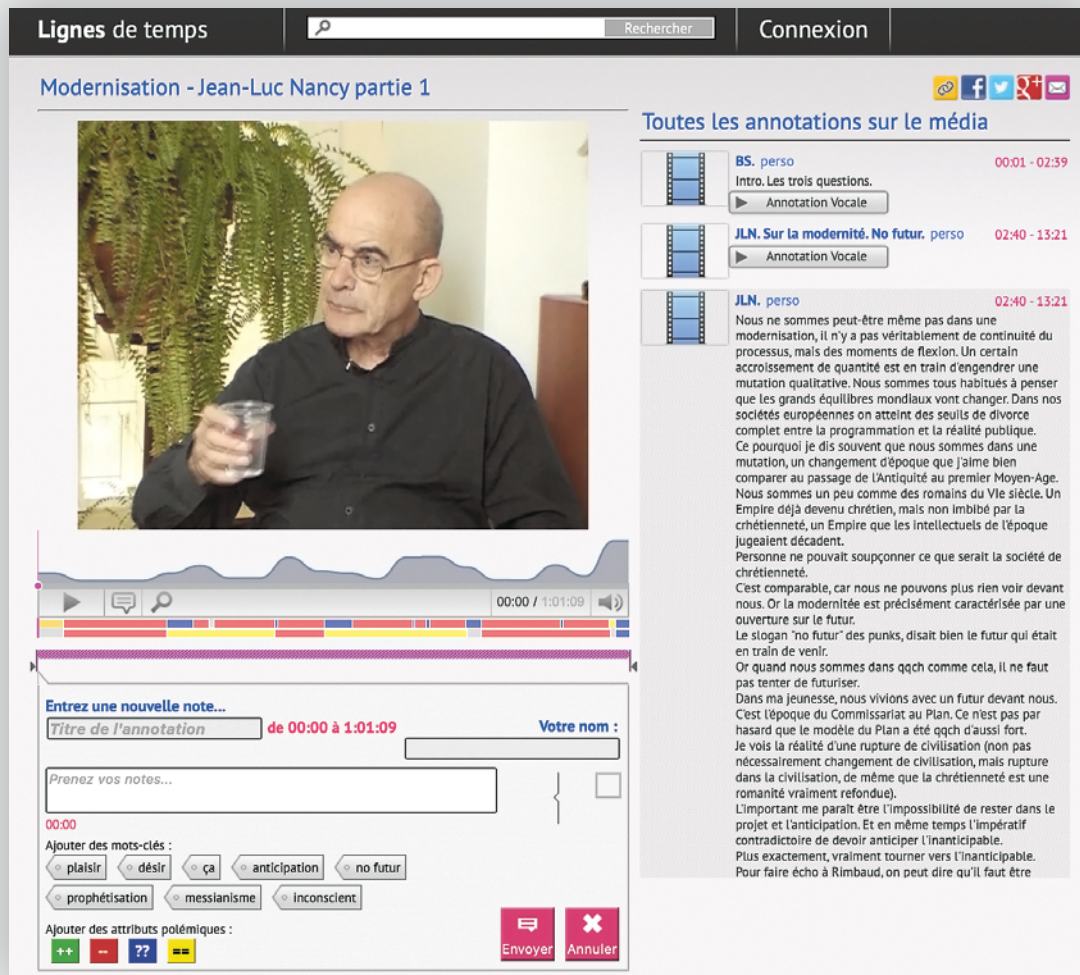 Lignes de temps
Rechercher
Connexion
Modernisation - Jean-Luc Nancy partie 1
Toutes les annotations sur le média
BS. perso 00:01 - 02:39
Intro. Les trois questions.
Annotation Vocale
JLN. Sur la modernité. No futur. perso 02:40 - 13:21
Annotation Vocale
JLN. perso 02:40 - 13:21
Nous ne sommes peut-être même pas dans une
modernisation, il n'y a pas véritablement de continuité du
processus, mais des moments de flexion. Un certain
accroissement de quantité est en train d'engendrer une
mutation qualitative. Nous sommes tous habitués à penser
que les grands équilibres mondiaux vont changer. Dans nos
sociétés européennes on atteint des seuils de divorce
complet entre la programmation et la réalité publique.
Ce pourquoi je dis souvent que nous sommes dans une
mutation, un changement d'époque que j'aime bien
comparer au passage de l'Antiquité au premier Moyen-Age.
Nous sommes un peu comme des romains du VIe siècle. Un
Empire déjà devenu chrétien, mais non imbibé par la
crhétienneté, un Empire que les intellectuels de l'époque
jugeaient décadent.
Personne ne pouvait soupçonner ce que serait la société de
chrétienneté.
C'est comparable, car nous ne pouvons plus rien voir devant
nous. Or la modernitée est précisément caractérisée par une
ouverture sur le futur.
Le slogan "no futur" des punks, disait bien le futur qui était
en train de venir.
Or quand nous sommes dans qqch comme cela, il ne faut
pas tenter de futuriser.
Dans ma jeunesse, nous vivions avec un futur devant nous.
C'est l'époque du Commissariat au Plan. Ce n'est pas par
hasard que le modèle du Plan a été qqch d'aussi fort.
Je vois la réalité d'une rupture de civilisation (non pas
nécessairement changement de civilisation, mais rupture
dans la civilisation, de même que la chrétienneté est une
romanité vraiment refondue).
L'important me paraît être l'impossibilité de rester dans le
projet et l'anticipation. Et en même temps l'impératif
contradictoire de devoir anticiper l'inanticipable.
Plus exactement, vraiment tourner vers l'inanticipable.
Pour faire écho à Rimbaud, on peut dire qu'il faut être
00:00 / 1:01:09
Entrez une nouvelle note...
Titre de l'annotation de 00:00 à 1:01:09
Votre nom :
Prenez vos notes...
00:00
Ajouter des mots-clés :
plaisir désir ça anticipation no futur
prophétisation messianisme inconscient
Ajouter des attributs polémiques :
++ -- ?? ==
Envoyer Annuler